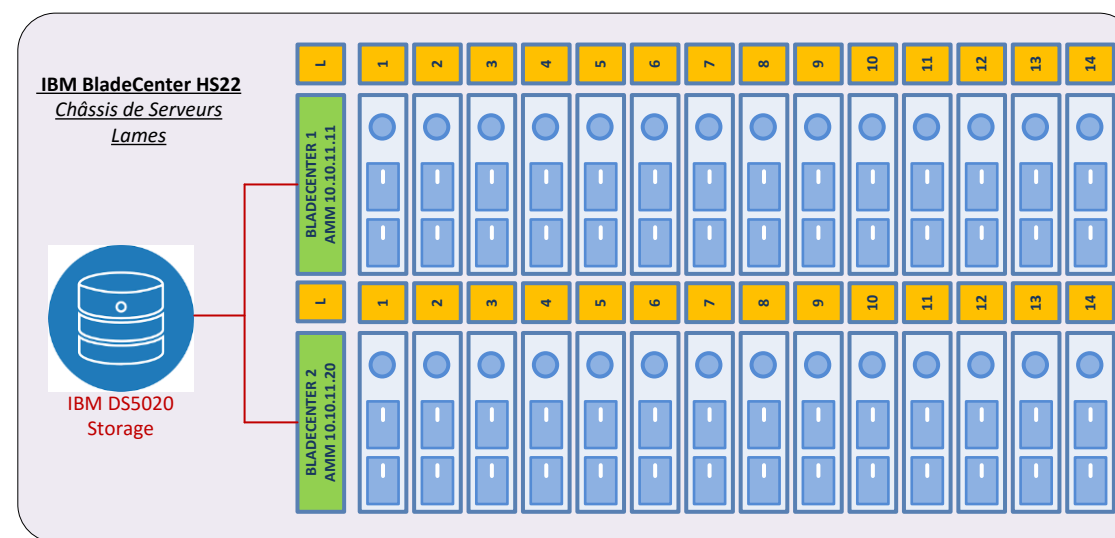 IBM BladeCenter HS22
Châssis de Serveurs
Lames
L 1 2 3 4 5 6 7 8 9 10 11 12 13 14
BLADECENTER 1
AMM 10.10.11.11
L 1 2 3 4 5 6 7 8 9 10 11 12 13 14
BLADECENTER 2
AMM 10.10.11.20
IBM DS5020
Storage